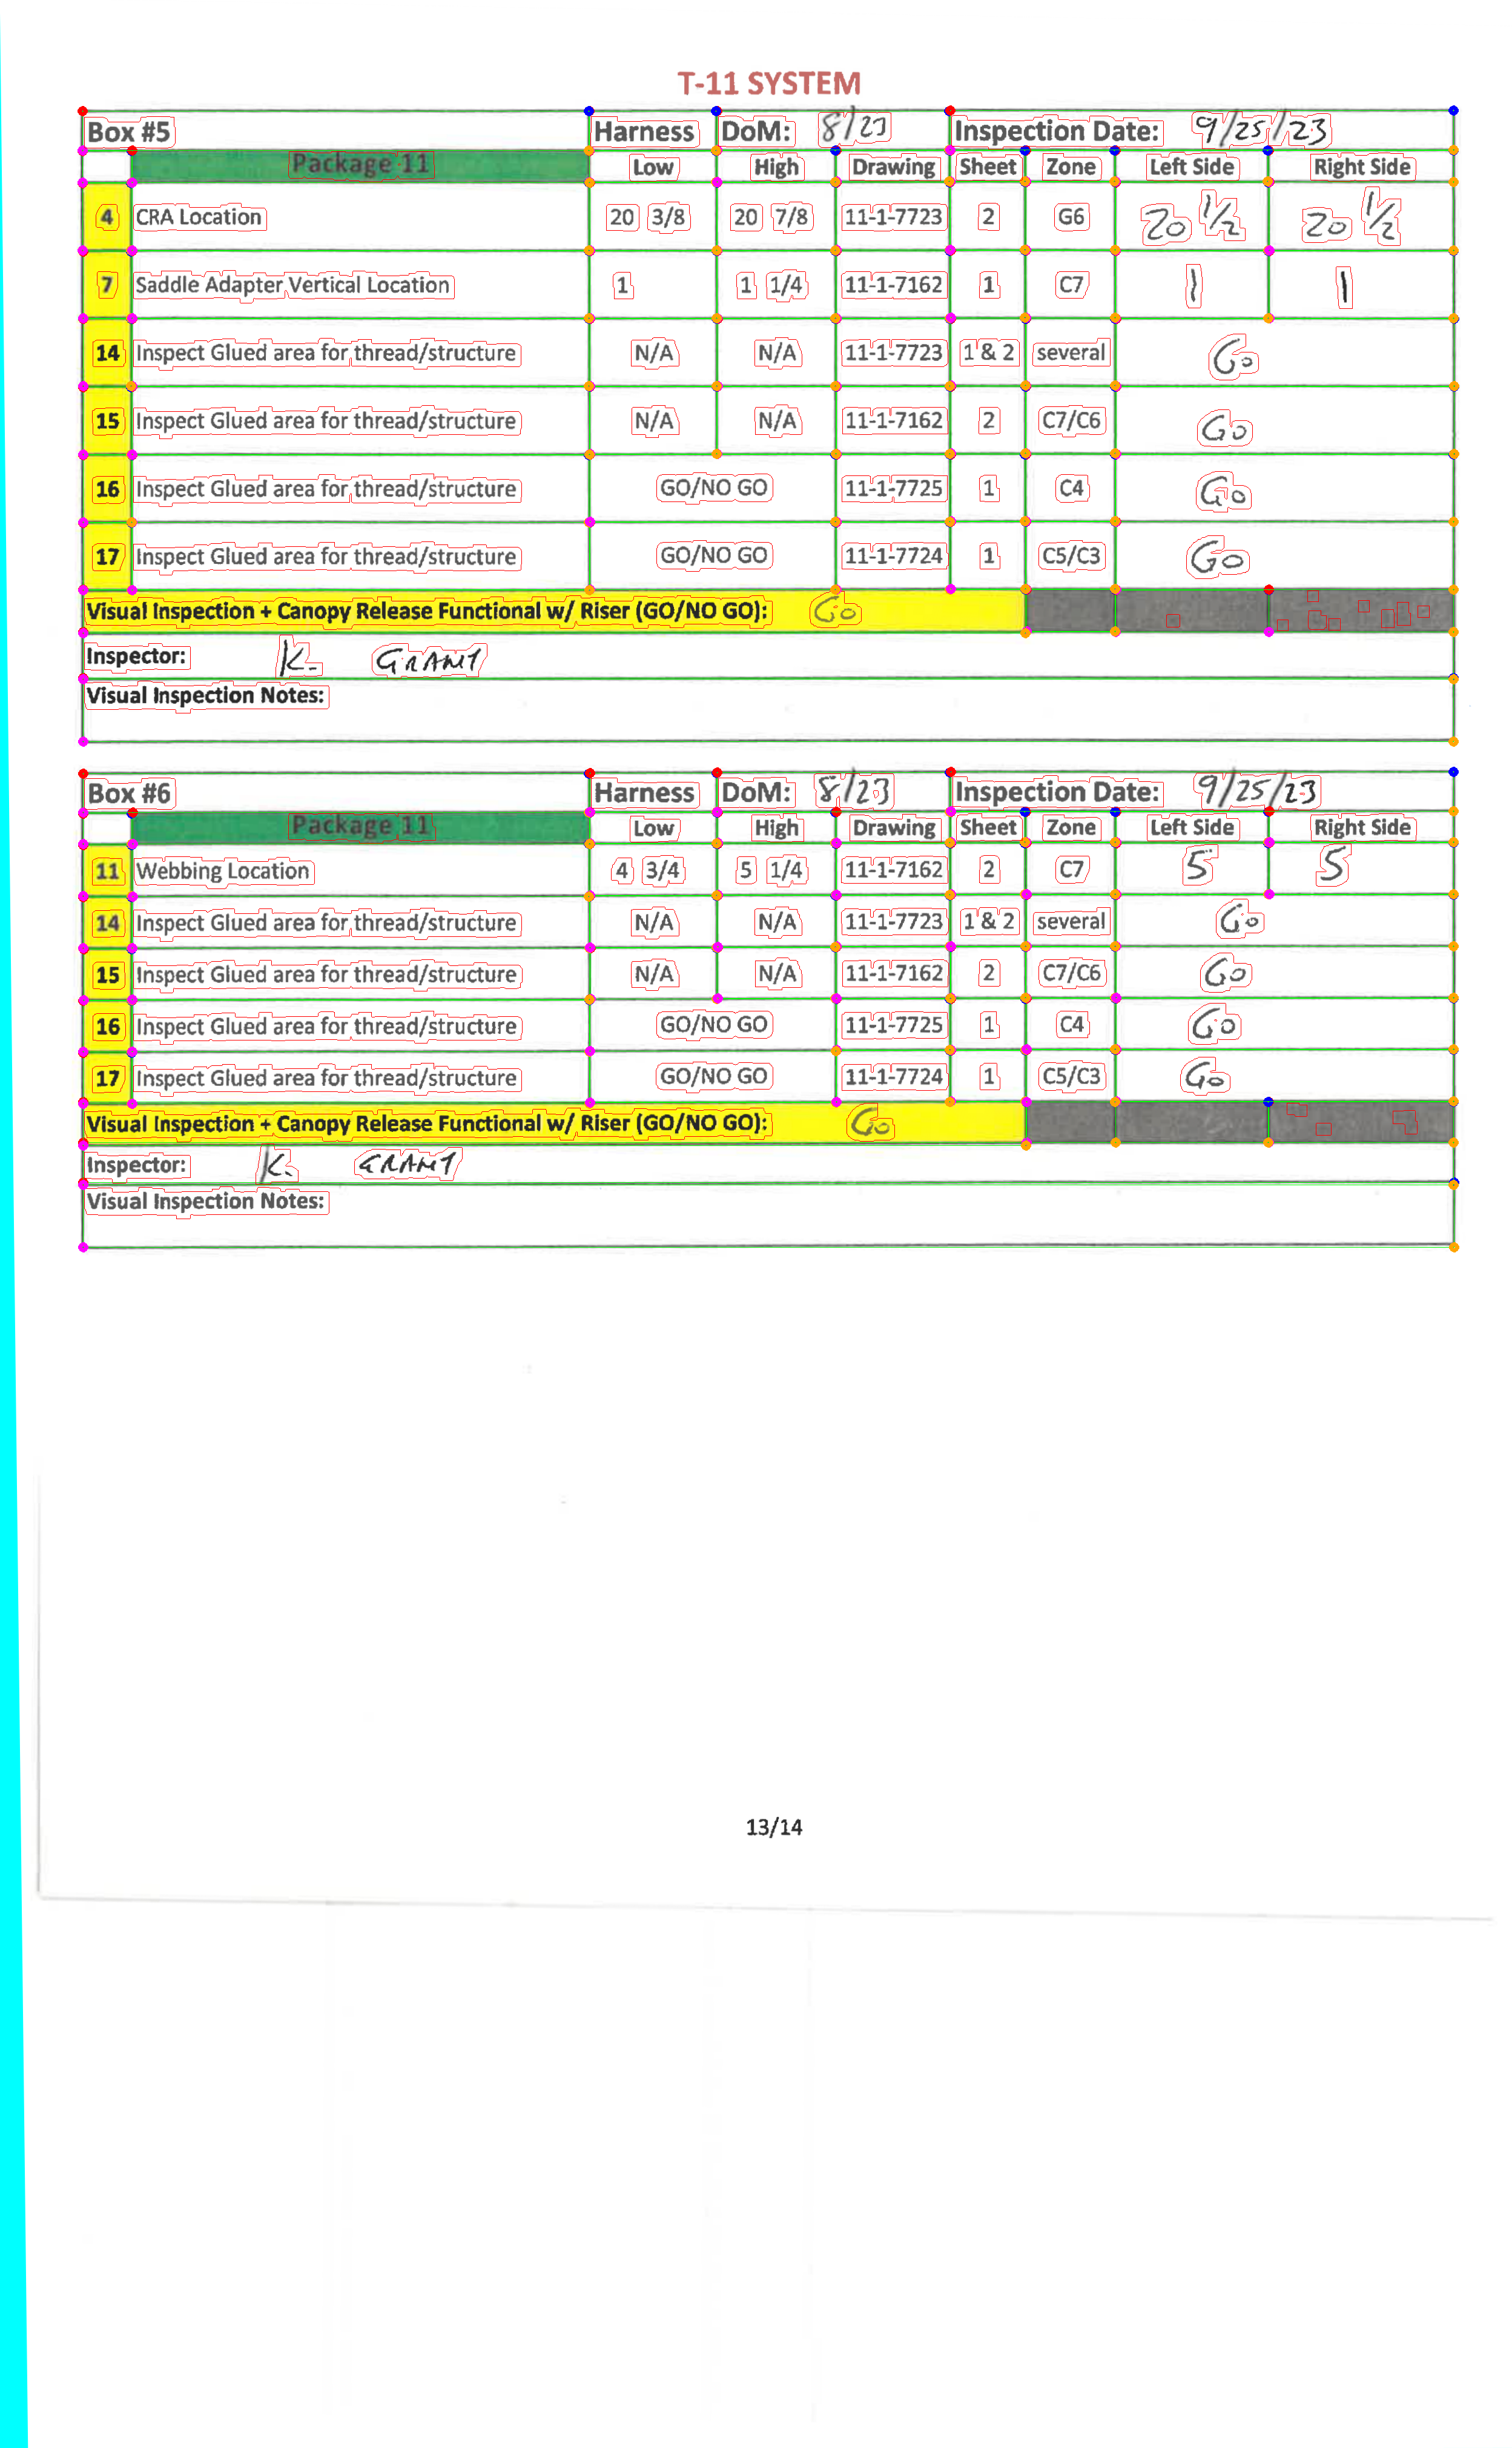 T-11 SYSTEM
Box #5 Harness DoM: 8/23 Inspection Date: 9/25/23
Package 11 Low High Drawing Sheet Zone Left Side Right Side
4 CRA Location 20 3/8 20 7/8 11-1-7723 2 G6 20 1/2 20 1/2
7 Saddle Adapter Vertical Location 1 1 1/4 11-1-7162 1 C7 1 1
14 Inspect Glued area for thread/structure N/A N/A 11-1-7723 1 & 2 several Go
15 Inspect Glued area for thread/structure N/A N/A 11-1-7162 2 C7/C6 Go
16 Inspect Glued area for thread/structure GO/NO GO 11-1-7725 1 C4 Go
17 Inspect Glued area for thread/structure GO/NO GO 11-1-7724 1 C5/C3 Go
Visual Inspection + Canopy Release Functional w/ Riser (GO/NO GO): Go
Inspector: K. GRANT
Visual Inspection Notes:
Box #6 Harness DoM: 8/23 Inspection Date: 9/25/23
Package 11 Low High Drawing Sheet Zone Left Side Right Side
11 Webbing Location 4 3/4 5 1/4 11-1-7162 2 C7 5 5
14 Inspect Glued area for thread/structure N/A N/A 11-1-7723 1 & 2 several Go
15 Inspect Glued area for thread/structure N/A N/A 11-1-7162 2 C7/C6 Go
16 Inspect Glued area for thread/structure GO/NO GO 11-1-7725 1 C4 Go
17 Inspect Glued area for thread/structure GO/NO GO 11-1-7724 1 C5/C3 Go
Visual Inspection + Canopy Release Functional w/ Riser (GO/NO GO): Go
Inspector: K. GRANT
Visual Inspection Notes:
13/14